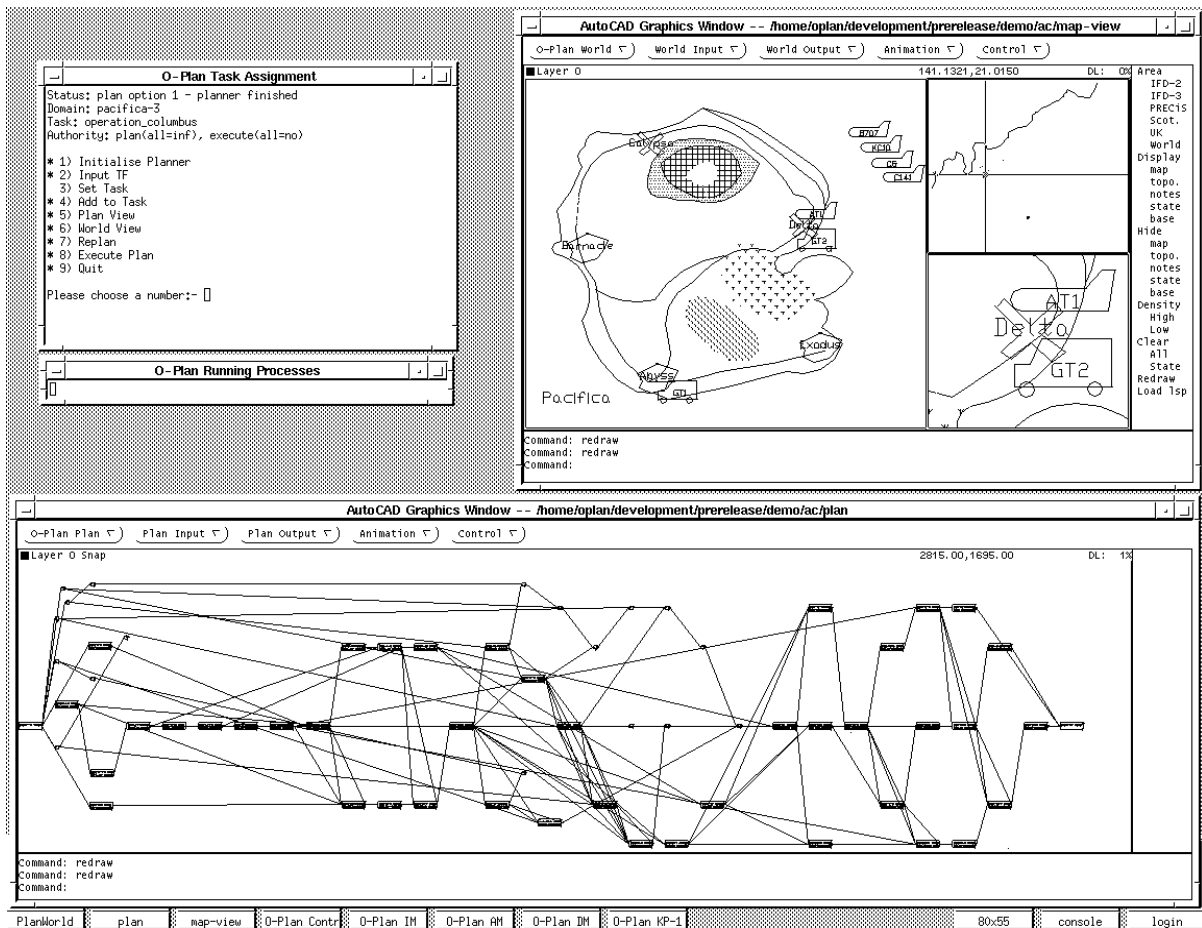 O-Plan Task Assignment
Status: plan option 1 - planner finished
Domain: pacifica-3
Task: operation_columbus
Authority: plan(all=inf), execute(all=no)
* 1) Initialise Planner
* 2) Input TF
3) Set Task
* 4) Add to Task
* 5) Plan View
* 6) World View
* 7) Replan
* 8) Execute Plan
* 9) Quit
Please choose a number:-
O-Plan Running Processes
AutoCAD Graphics Window -- /home/oplan/development/prerelease/demo/ac/map-view
O-Plan World World Input World Output Animation Control
Layer 0 141.1321,21.0150 DL: 0%
Calypso
B707
KC10
C5
C141
AT1
Delta
GT2
Barnacle
Exodus
Abyss
GT1
Pacifica
AT1
Delta
GT2
Area
IFD-2
IFD-3
PRECiS
Scot.
UK
World
Display
map
topo.
notes
state
base
Hide
map
topo.
notes
state
base
Density
High
Low
Clear
All
State
Redraw
Load lsp
Command: redraw
Command: redraw
Command:
AutoCAD Graphics Window -- /home/oplan/development/prerelease/demo/ac/plan
O-Plan Plan Plan Input Plan Output Animation Control
Layer 0 Snap 2815.00,1695.00 DL: 1%
Command: redraw
Command: redraw
Command:
PlanWorld plan map-view O-Plan Contr O-Plan IM O-Plan AM O-Plan DM O-Plan KP-1 80x55 console login